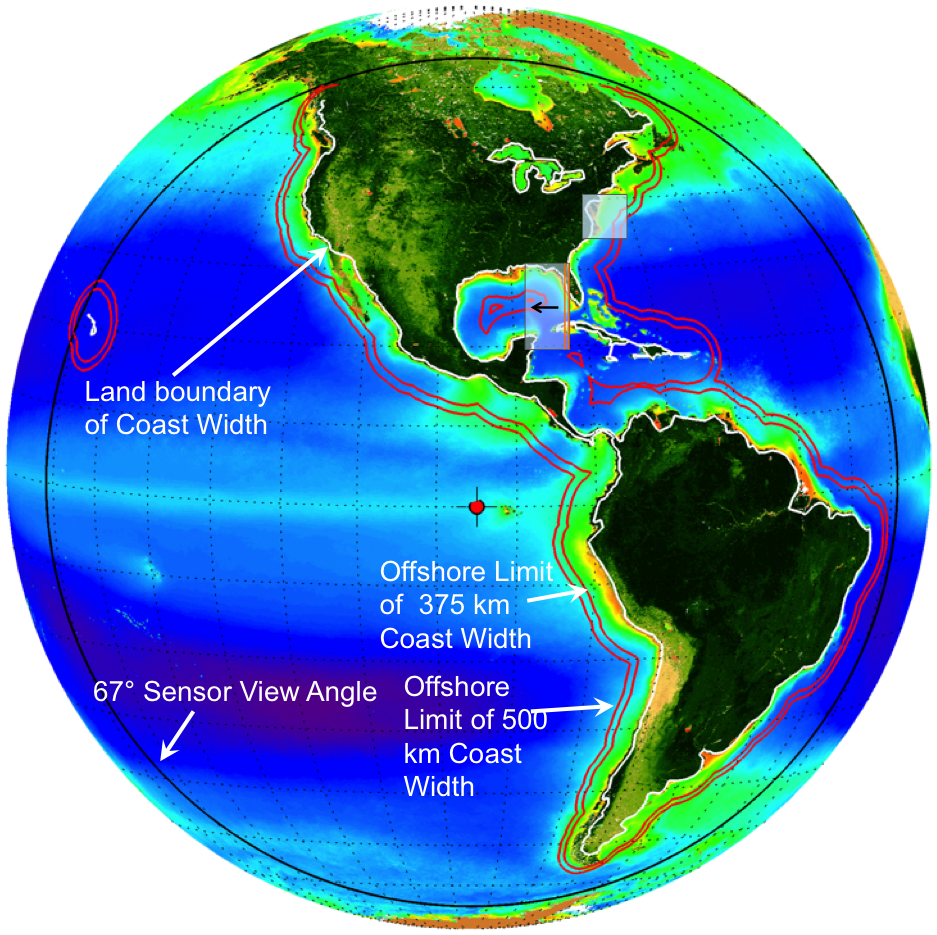 Land boundary
of Coast Width
Offshore Limit
of 375 km
Coast Width
67° Sensor View Angle
Offshore
Limit of 500
km Coast
Width